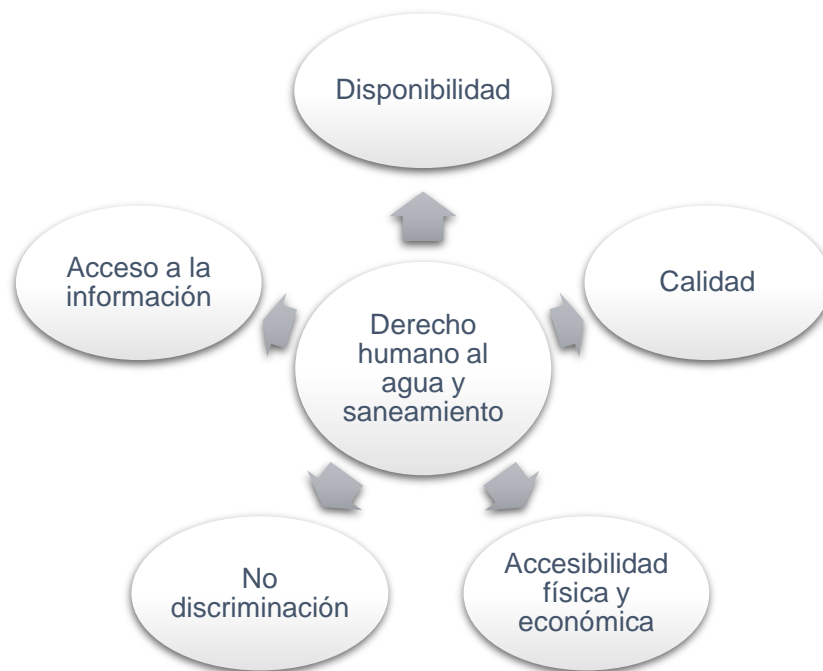 Disponibilidad
Acceso a la
información
Calidad
Derecho
humano al
agua y
saneamiento
No
discriminación
Accesibilidad
física y
económica